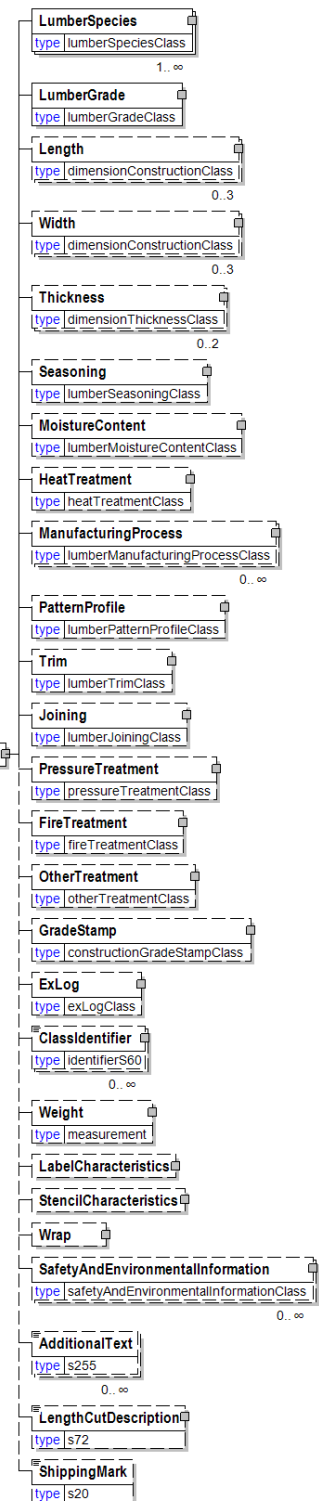 LumberSpecies
type lumberSpeciesClass
1.. ∞
LumberGrade
type lumberGradeClass
Length
type dimensionConstructionClass
0..3
Width
type dimensionConstructionClass
0..3
Thickness
type dimensionThicknessClass
0..2
Seasoning
type lumberSeasoningClass
MoistureContent
type lumberMoistureContentClass
HeatTreatment
type heatTreatmentClass
ManufacturingProcess
type lumberManufacturingProcessClass
0.. ∞
PatternProfile
type lumberPatternProfileClass
Trim
type lumberTrimClass
Joining
type lumberJoiningClass
PressureTreatment
type pressureTreatmentClass
FireTreatment
type fireTreatmentClass
OtherTreatment
type otherTreatmentClass
GradeStamp
type constructionGradeStampClass
ExLog
type exLogClass
ClassIdentifier
type identifierS60
0.. ∞
Weight
type measurement
LabelCharacteristics
StencilCharacteristics
Wrap
SafetyAndEnvironmentalInformation
type safetyAndEnvironmentalInformationClass
0.. ∞
AdditionalText
type s255
0.. ∞
LengthCutDescription
type s72
ShippingMark
type s20